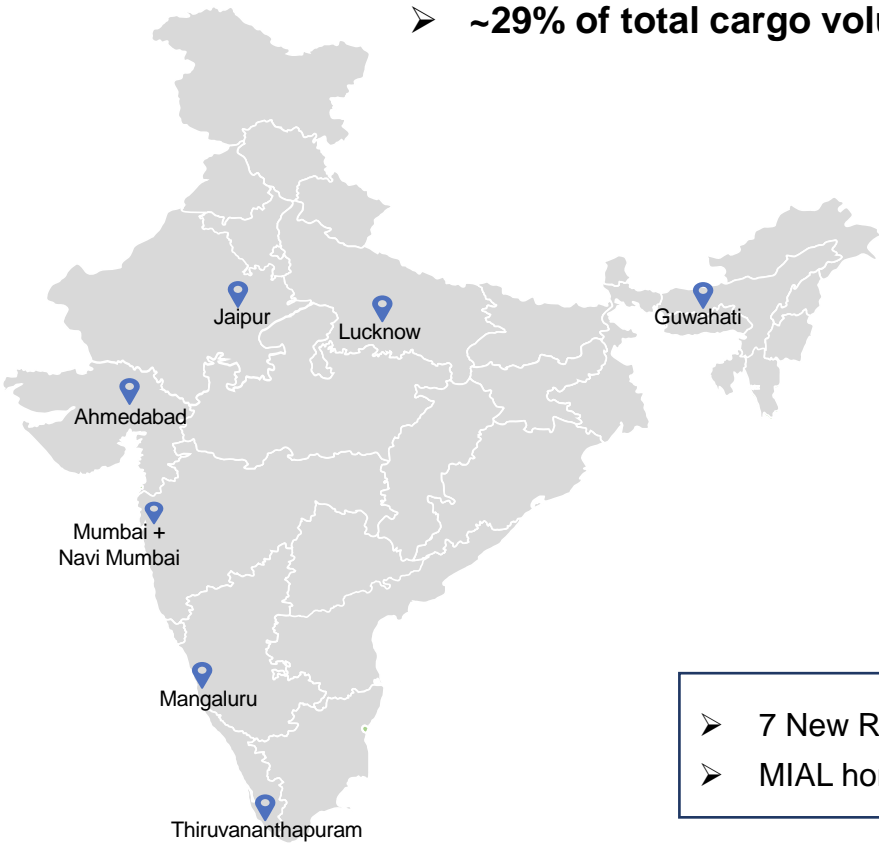 ➢ ~29% of total cargo volu
Jaipur
Lucknow
Guwahati
Ahmedabad
Mumbai +
Navi Mumbai
Mangaluru
➢ 7 New R
➢ MIAL ho
Thiruvananthapuram